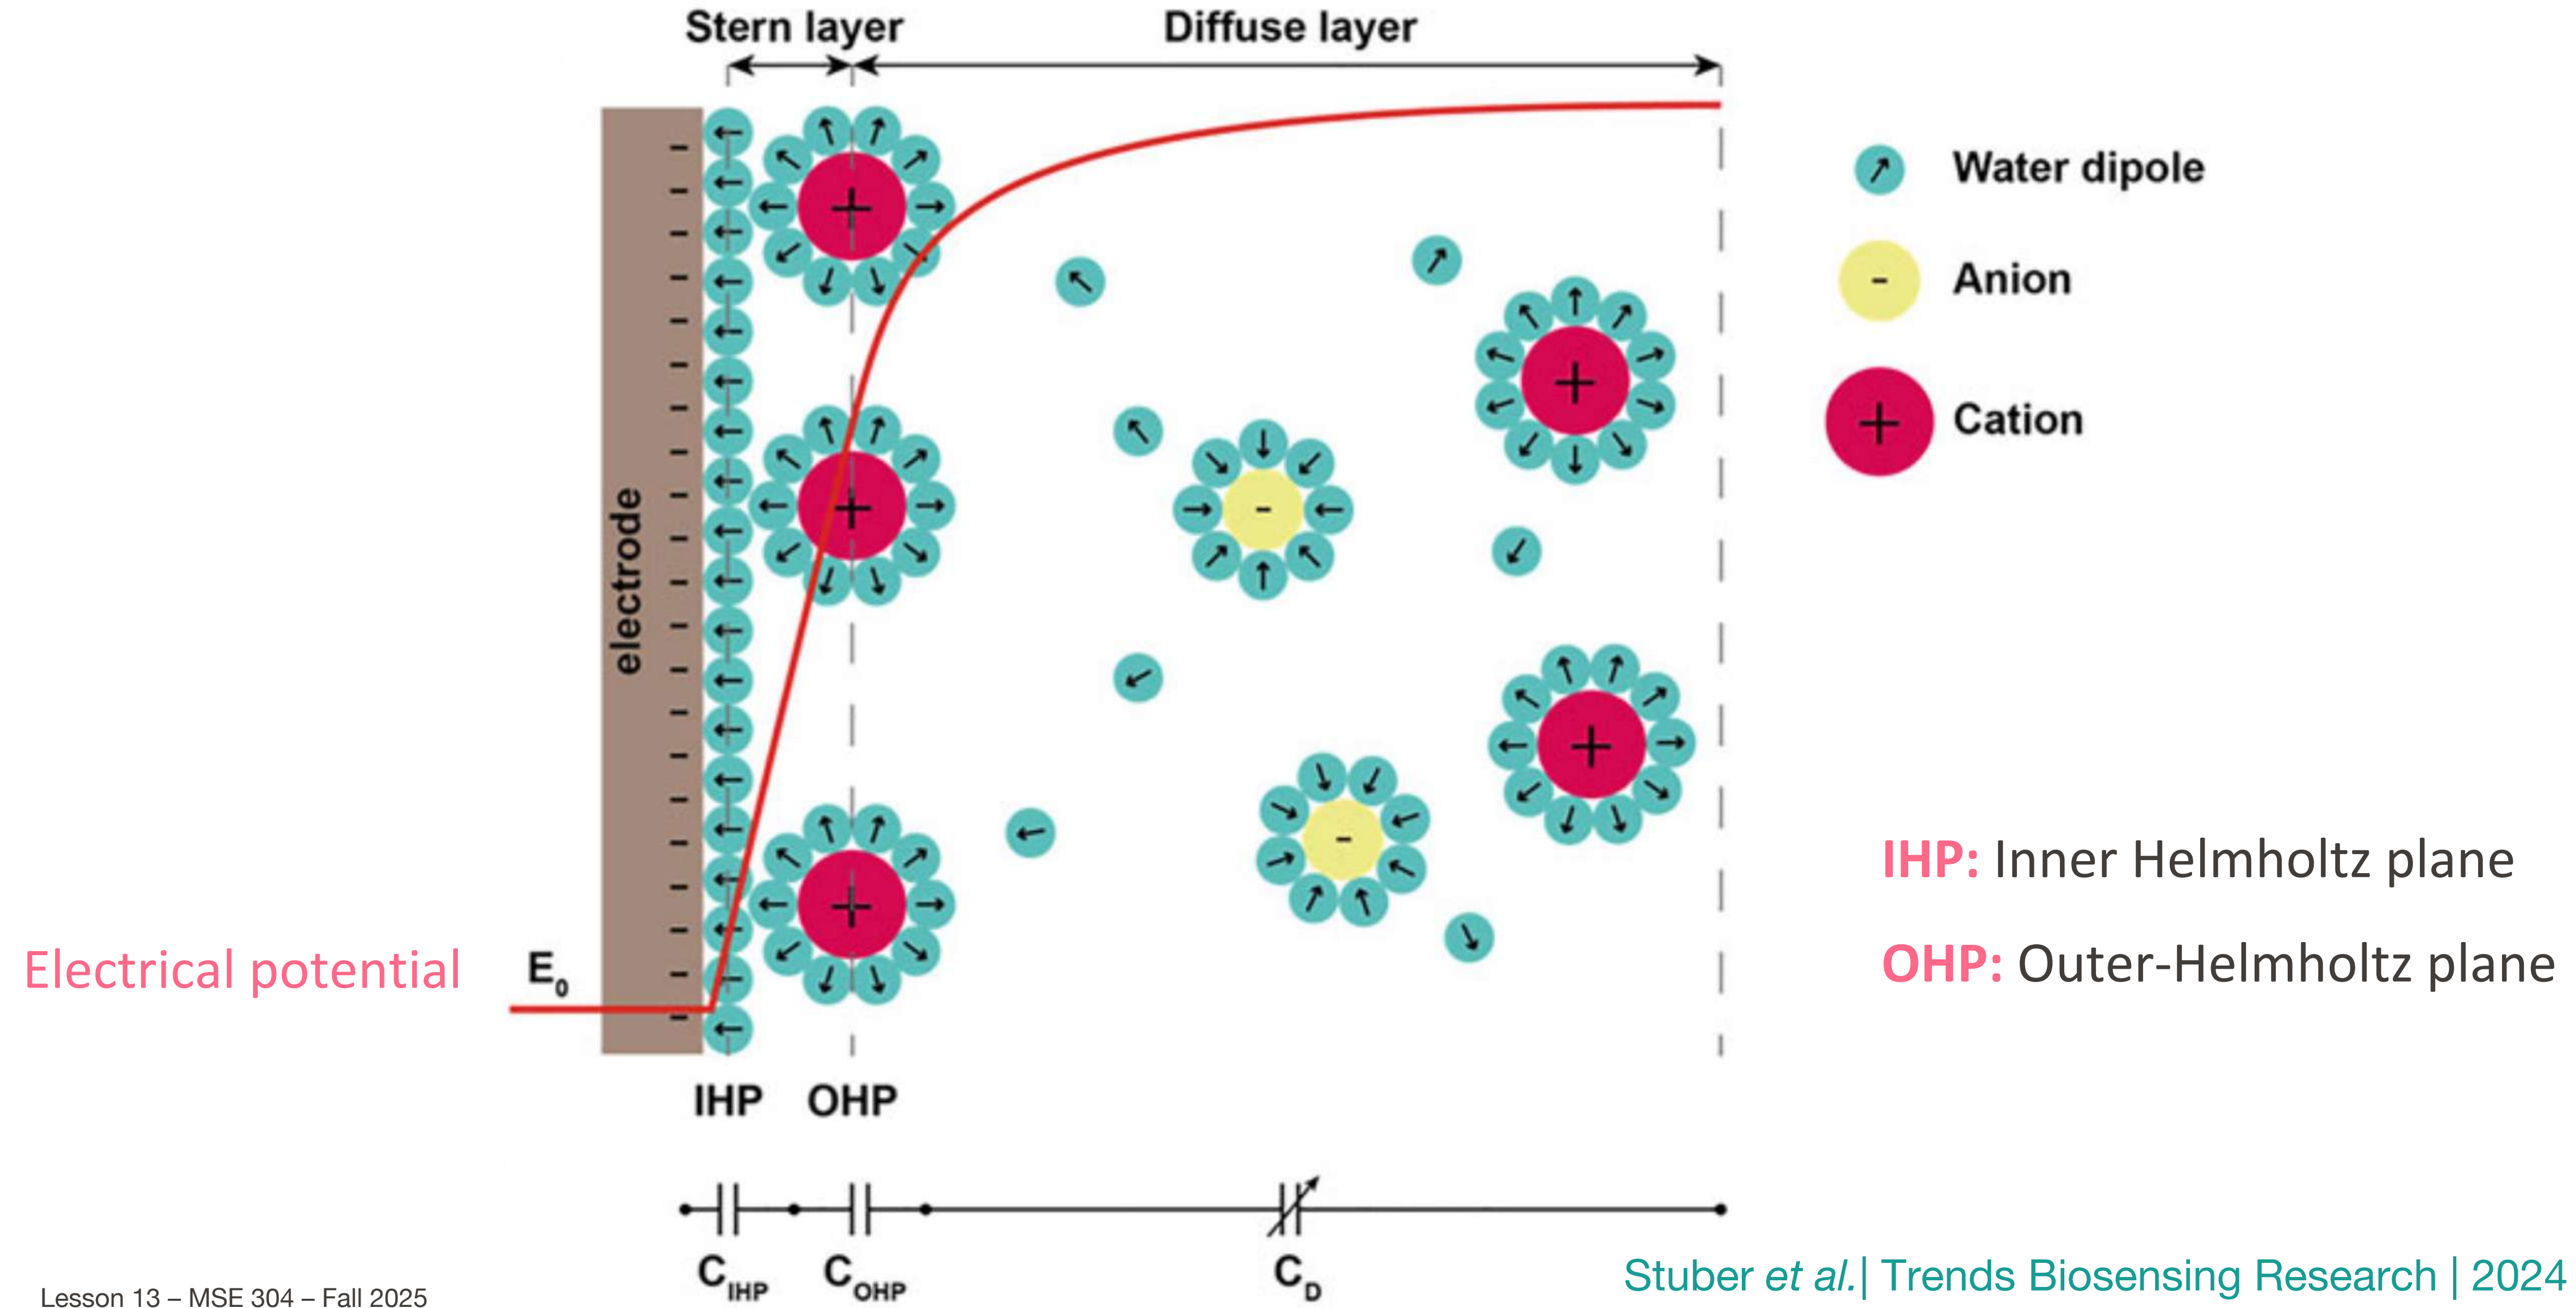 Stern layer
Diffuse layer
electrode
Water dipole
Anion
Cation
IHP: Inner Helmholtz plane
OHP: Outer-Helmholtz plane
Electrical potential
E0
IHP
OHP
CIHP
COHP
CD
Stuber et al.| Trends Biosensing Research | 2024
Lesson 13 – MSE 304 – Fall 2025